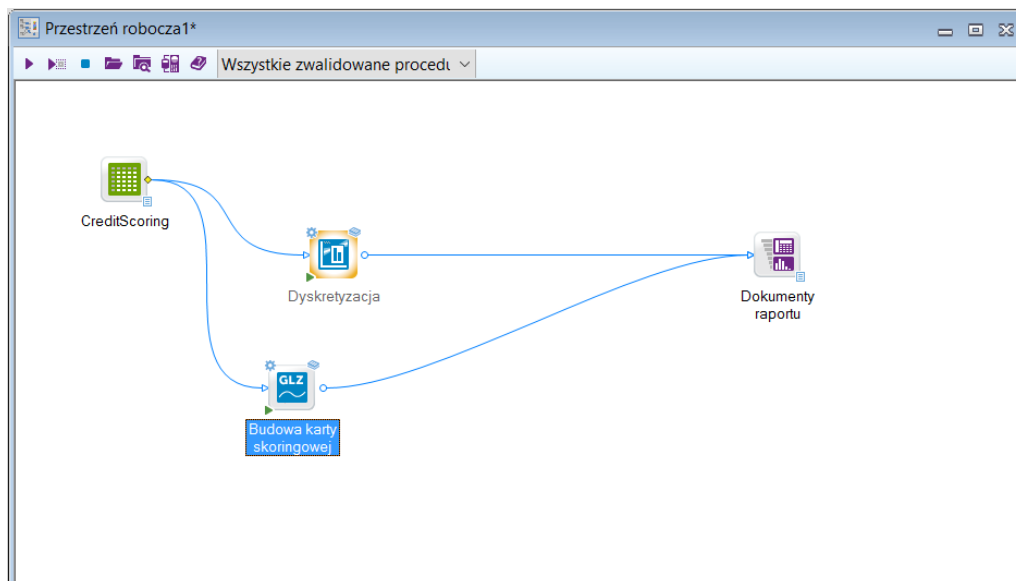 Przestrzeń robocza1*
Wszystkie zwalidowane procedu
CreditScoring
Dyskretyzacja
Dokumenty
raportu
GLZ
Budowa karty
skoringowej